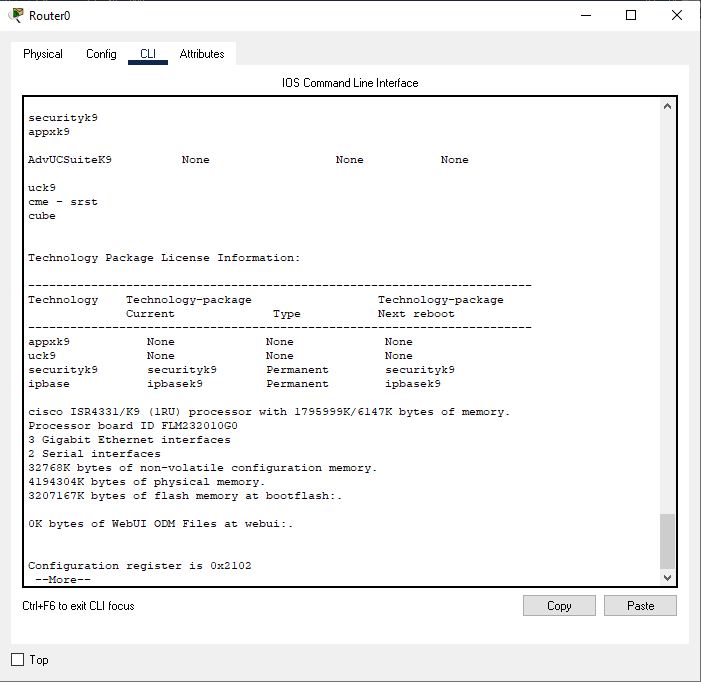 Router0
Physical Config CLI Attributes
IOS Command Line Interface
securityk9
appxk9
AdvUCSuiteK9 None None None
uck9
cme - srst
cube
Technology Package License Information:
------------------------------------------------------------------------
Technology Technology-package Technology-package
Current Type Next reboot
------------------------------------------------------------------------
appxk9 None None None
uck9 None None None
securityk9 securityk9 Permanent securityk9
ipbase ipbasek9 Permanent ipbasek9
cisco ISR4331/K9 (1RU) processor with 1795999K/6147K bytes of memory.
Processor board ID FLM232010G0
3 Gigabit Ethernet interfaces
2 Serial interfaces
32768K bytes of non-volatile configuration memory.
4194304K bytes of physical memory.
3207167K bytes of flash memory at bootflash:.
0K bytes of WebUI ODM Files at webui:.
Configuration register is 0x2102
--More--
Ctrl+F6 to exit CLI focus
Copy Paste
Top